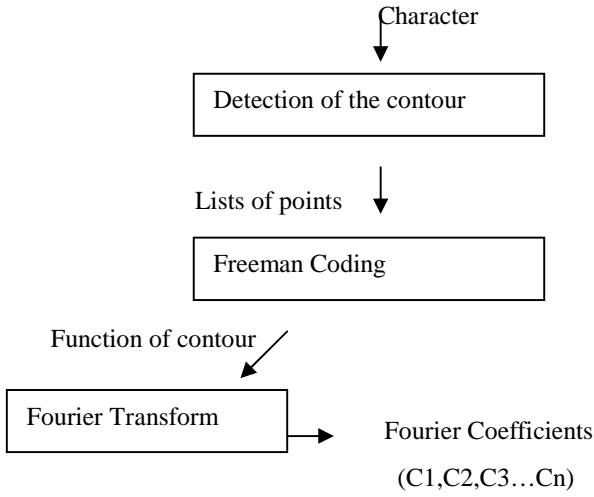 Character
Detection of the contour
Lists of points
Freeman Coding
Function of contour
Fourier Transform
Fourier Coefficients
(C1,C2,C3…Cn)